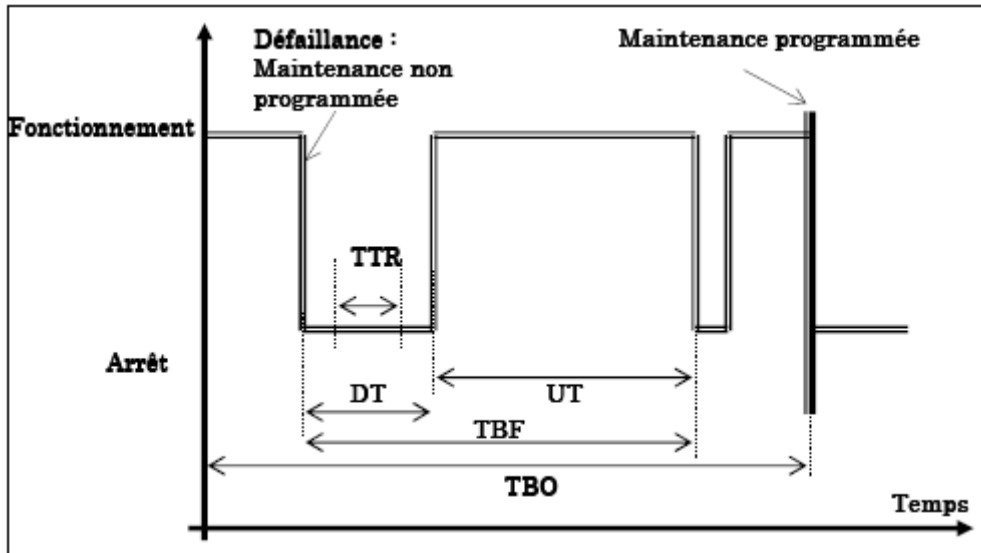 Défaillance :
Maintenance non
programmée
Maintenance programmée
Fonctionnement
TTR
Arrêt
DT
UT
TBF
TBO
Temps